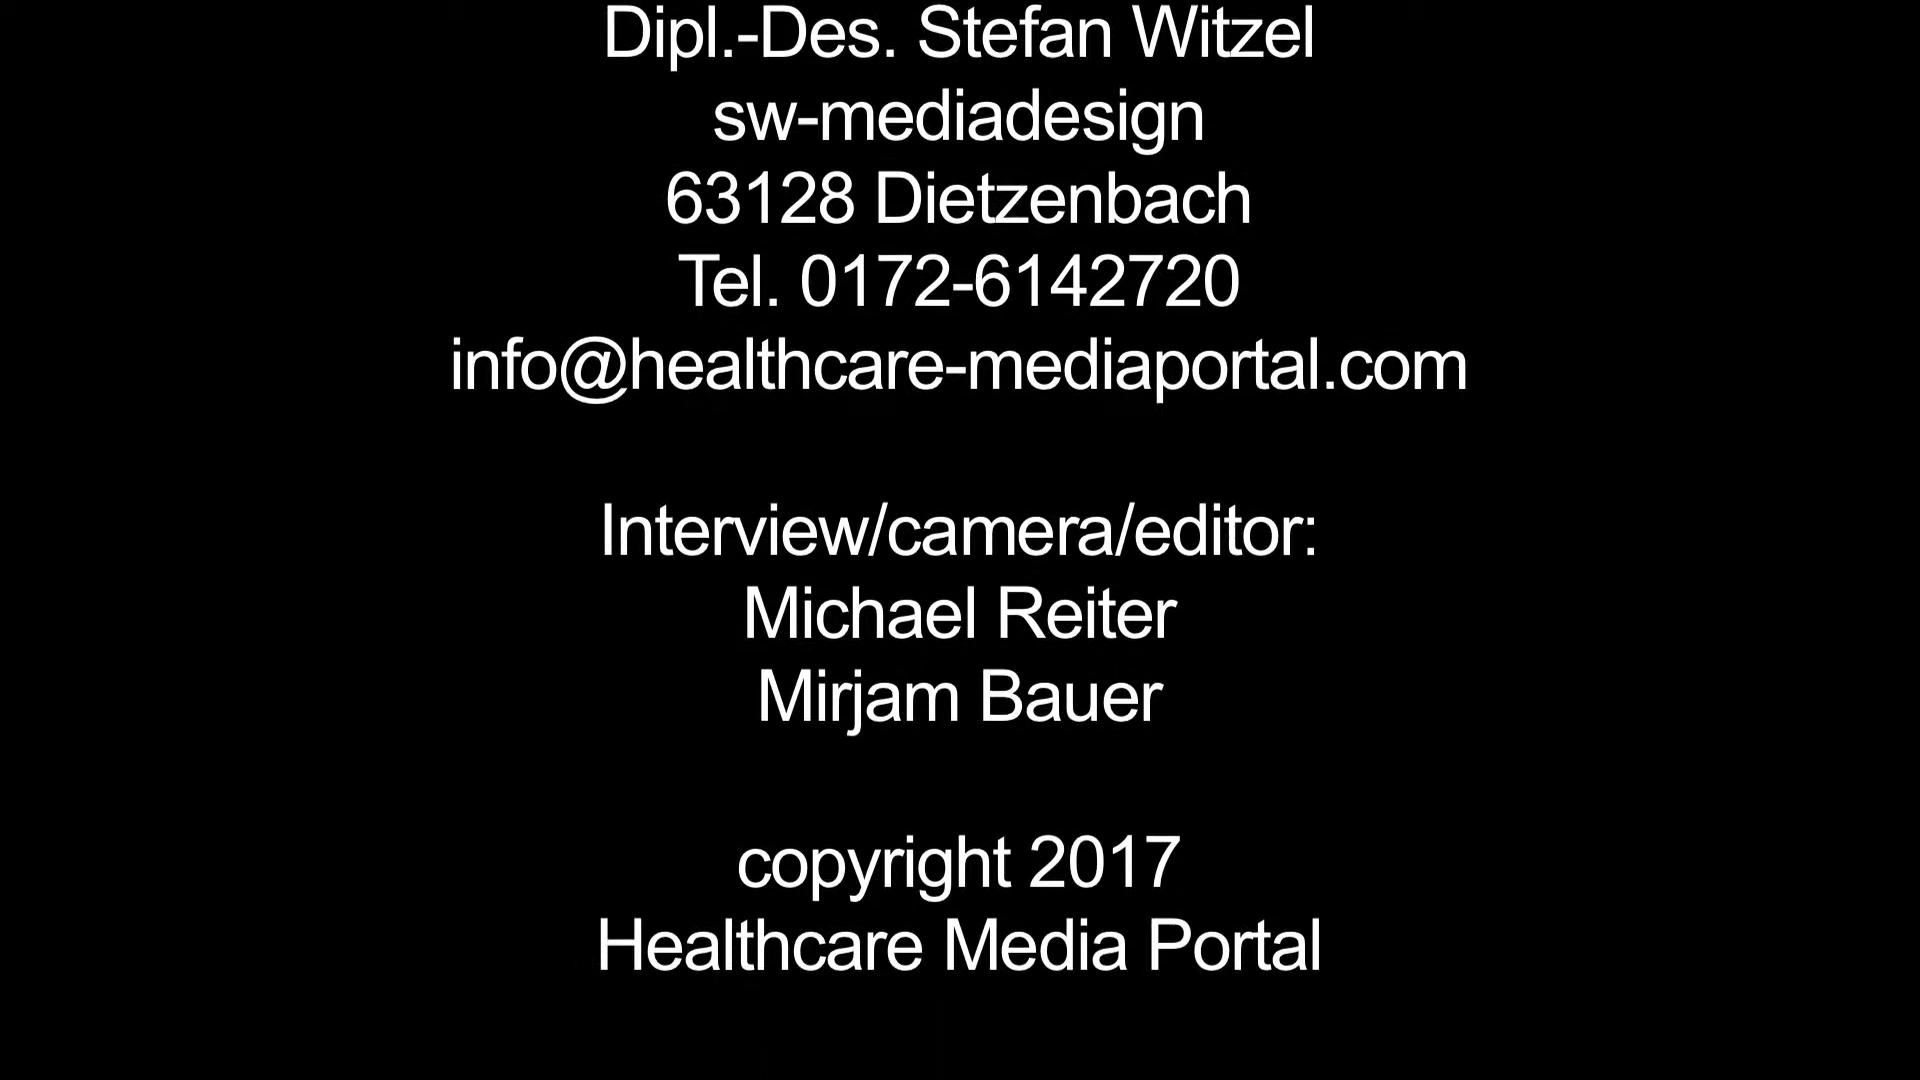 Dipl.-Des. Stefan Witzel
sw-mediadesign
63128 Dietzenbach
Tel. 0172-6142720
info@healthcare-mediaportal.com
Interview/camera/editor:
Michael Reiter
Mirjam Bauer
copyright 2017
Healthcare Media Portal